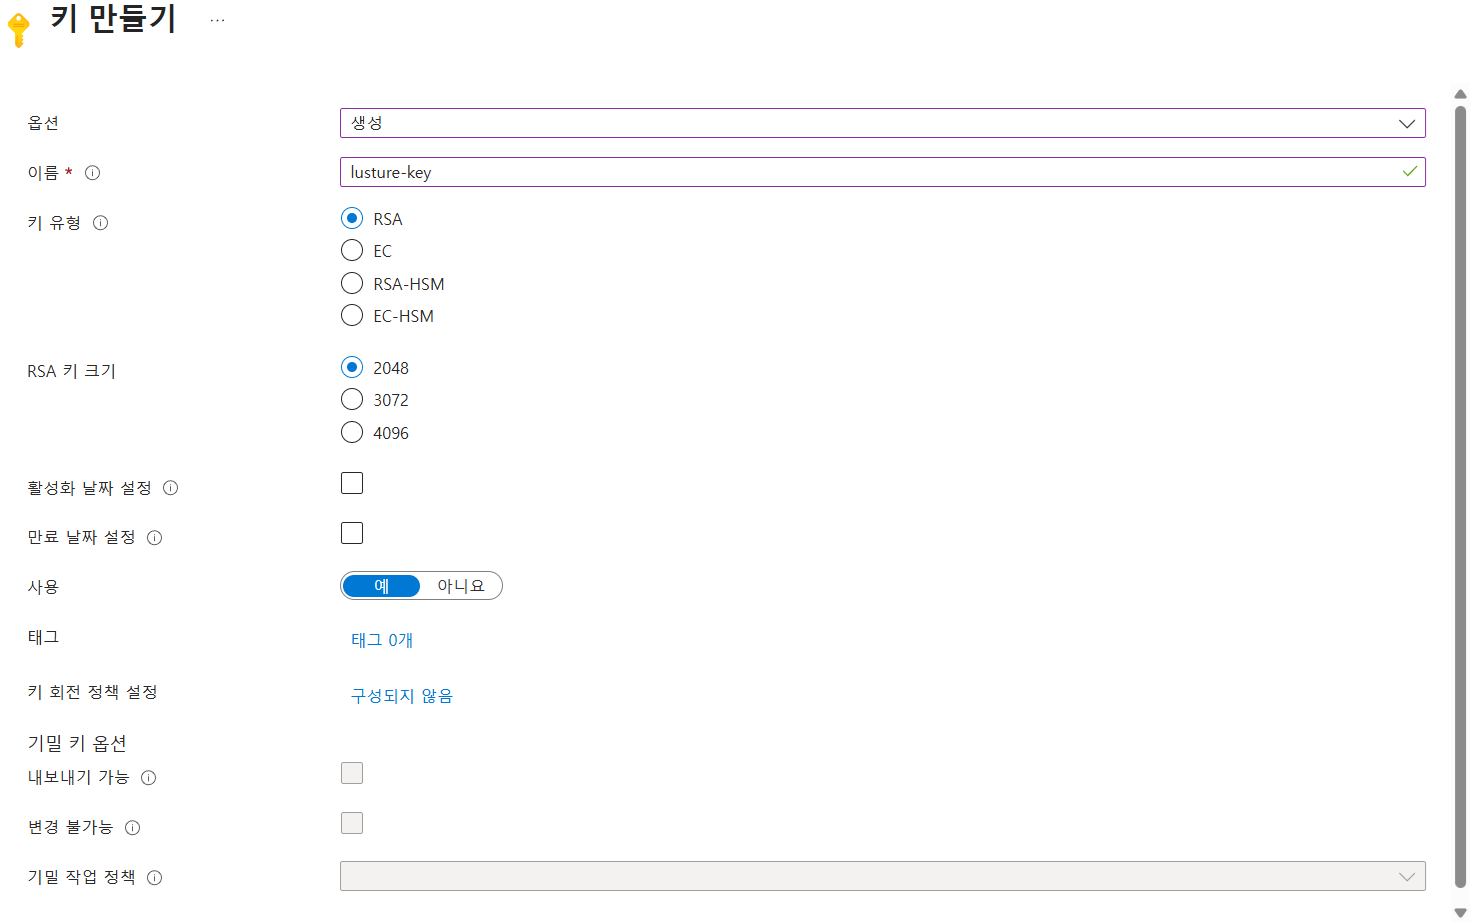 키 만들기 ...
옵션 생성
이름 * lusture-key
키 유형 RSA
EC
RSA-HSM
EC-HSM
RSA 키 크기 2048
3072
4096
활성화 날짜 설정
만료 날짜 설정
사용 예 아니요
태그 태그 0개
키 회전 정책 설정 구성되지 않음
기밀 키 옵션
내보내기 가능
변경 불가능
기밀 작업 정책